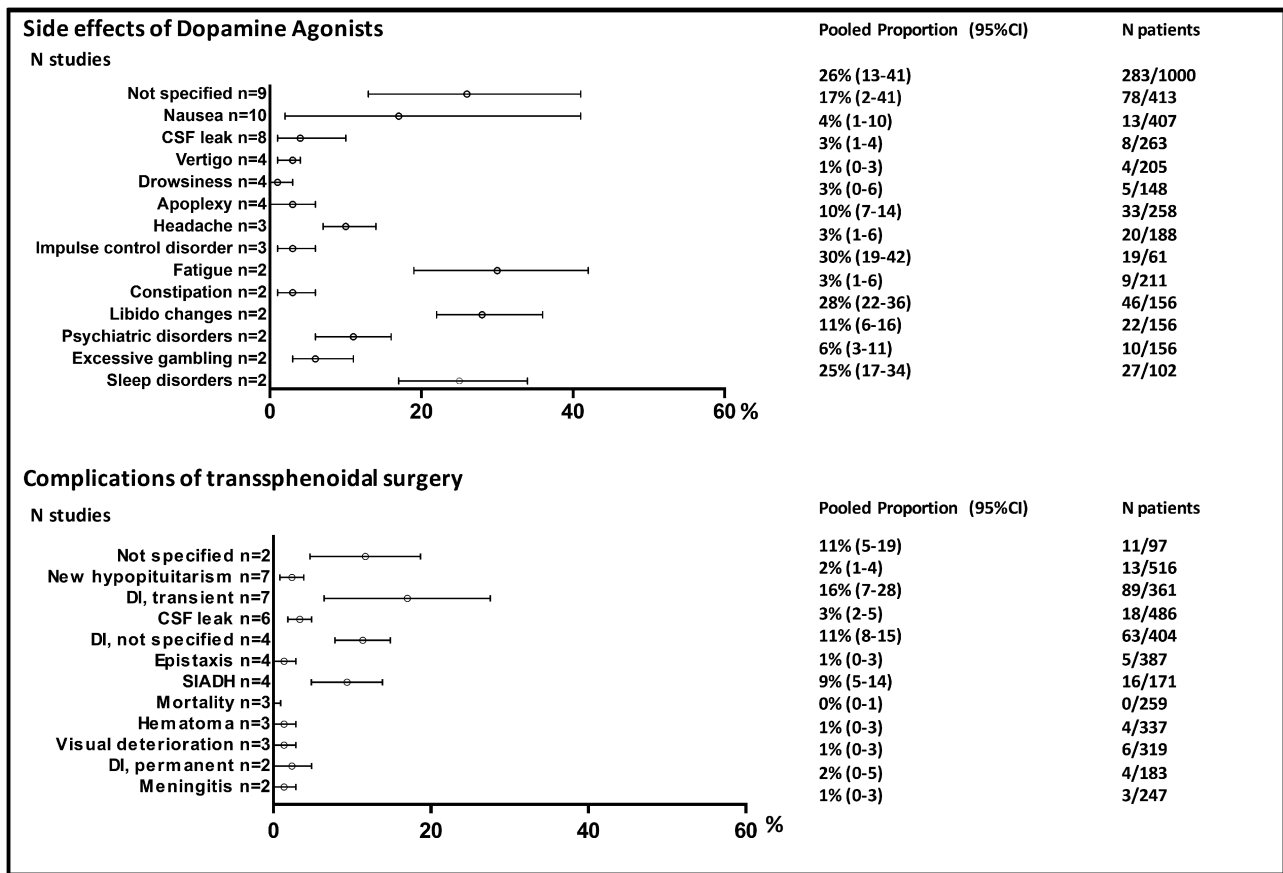 Side effects of Dopamine Agonists
N studies Pooled Proportion (95%CI) N patients
Not specified n=9 26% (13-41) 283/1000
Nausea n=10 17% (2-41) 78/413
CSF leak n=8 4% (1-10) 13/407
Vertigo n=4 3% (1-4) 8/263
Drowsiness n=4 1% (0-3) 4/205
Apoplexy n=4 3% (0-6) 5/148
Headache n=3 10% (7-14) 33/258
Impulse control disorder n=3 3% (1-6) 20/188
Fatigue n=2 30% (19-42) 19/61
Constipation n=2 3% (1-6) 9/211
Libido changes n=2 28% (22-36) 46/156
Psychiatric disorders n=2 11% (6-16) 22/156
Excessive gambling n=2 6% (3-11) 10/156
Sleep disorders n=2 25% (17-34) 27/102
0 20 40 60 %
Complications of transsphenoidal surgery
N studies Pooled Proportion (95%CI) N patients
Not specified n=2 11% (5-19) 11/97
New hypopituitarism n=7 2% (1-4) 13/516
DI, transient n=7 16% (7-28) 89/361
CSF leak n=6 3% (2-5) 18/486
DI, not specified n=4 11% (8-15) 63/404
Epistaxis n=4 1% (0-3) 5/387
SIADH n=4 9% (5-14) 16/171
Mortality n=3 0% (0-1) 0/259
Hematoma n=3 1% (0-3) 4/337
Visual deterioration n=3 1% (0-3) 6/319
DI, permanent n=2 2% (0-5) 4/183
Meningitis n=2 1% (0-3) 3/247
0 20 40 60 %